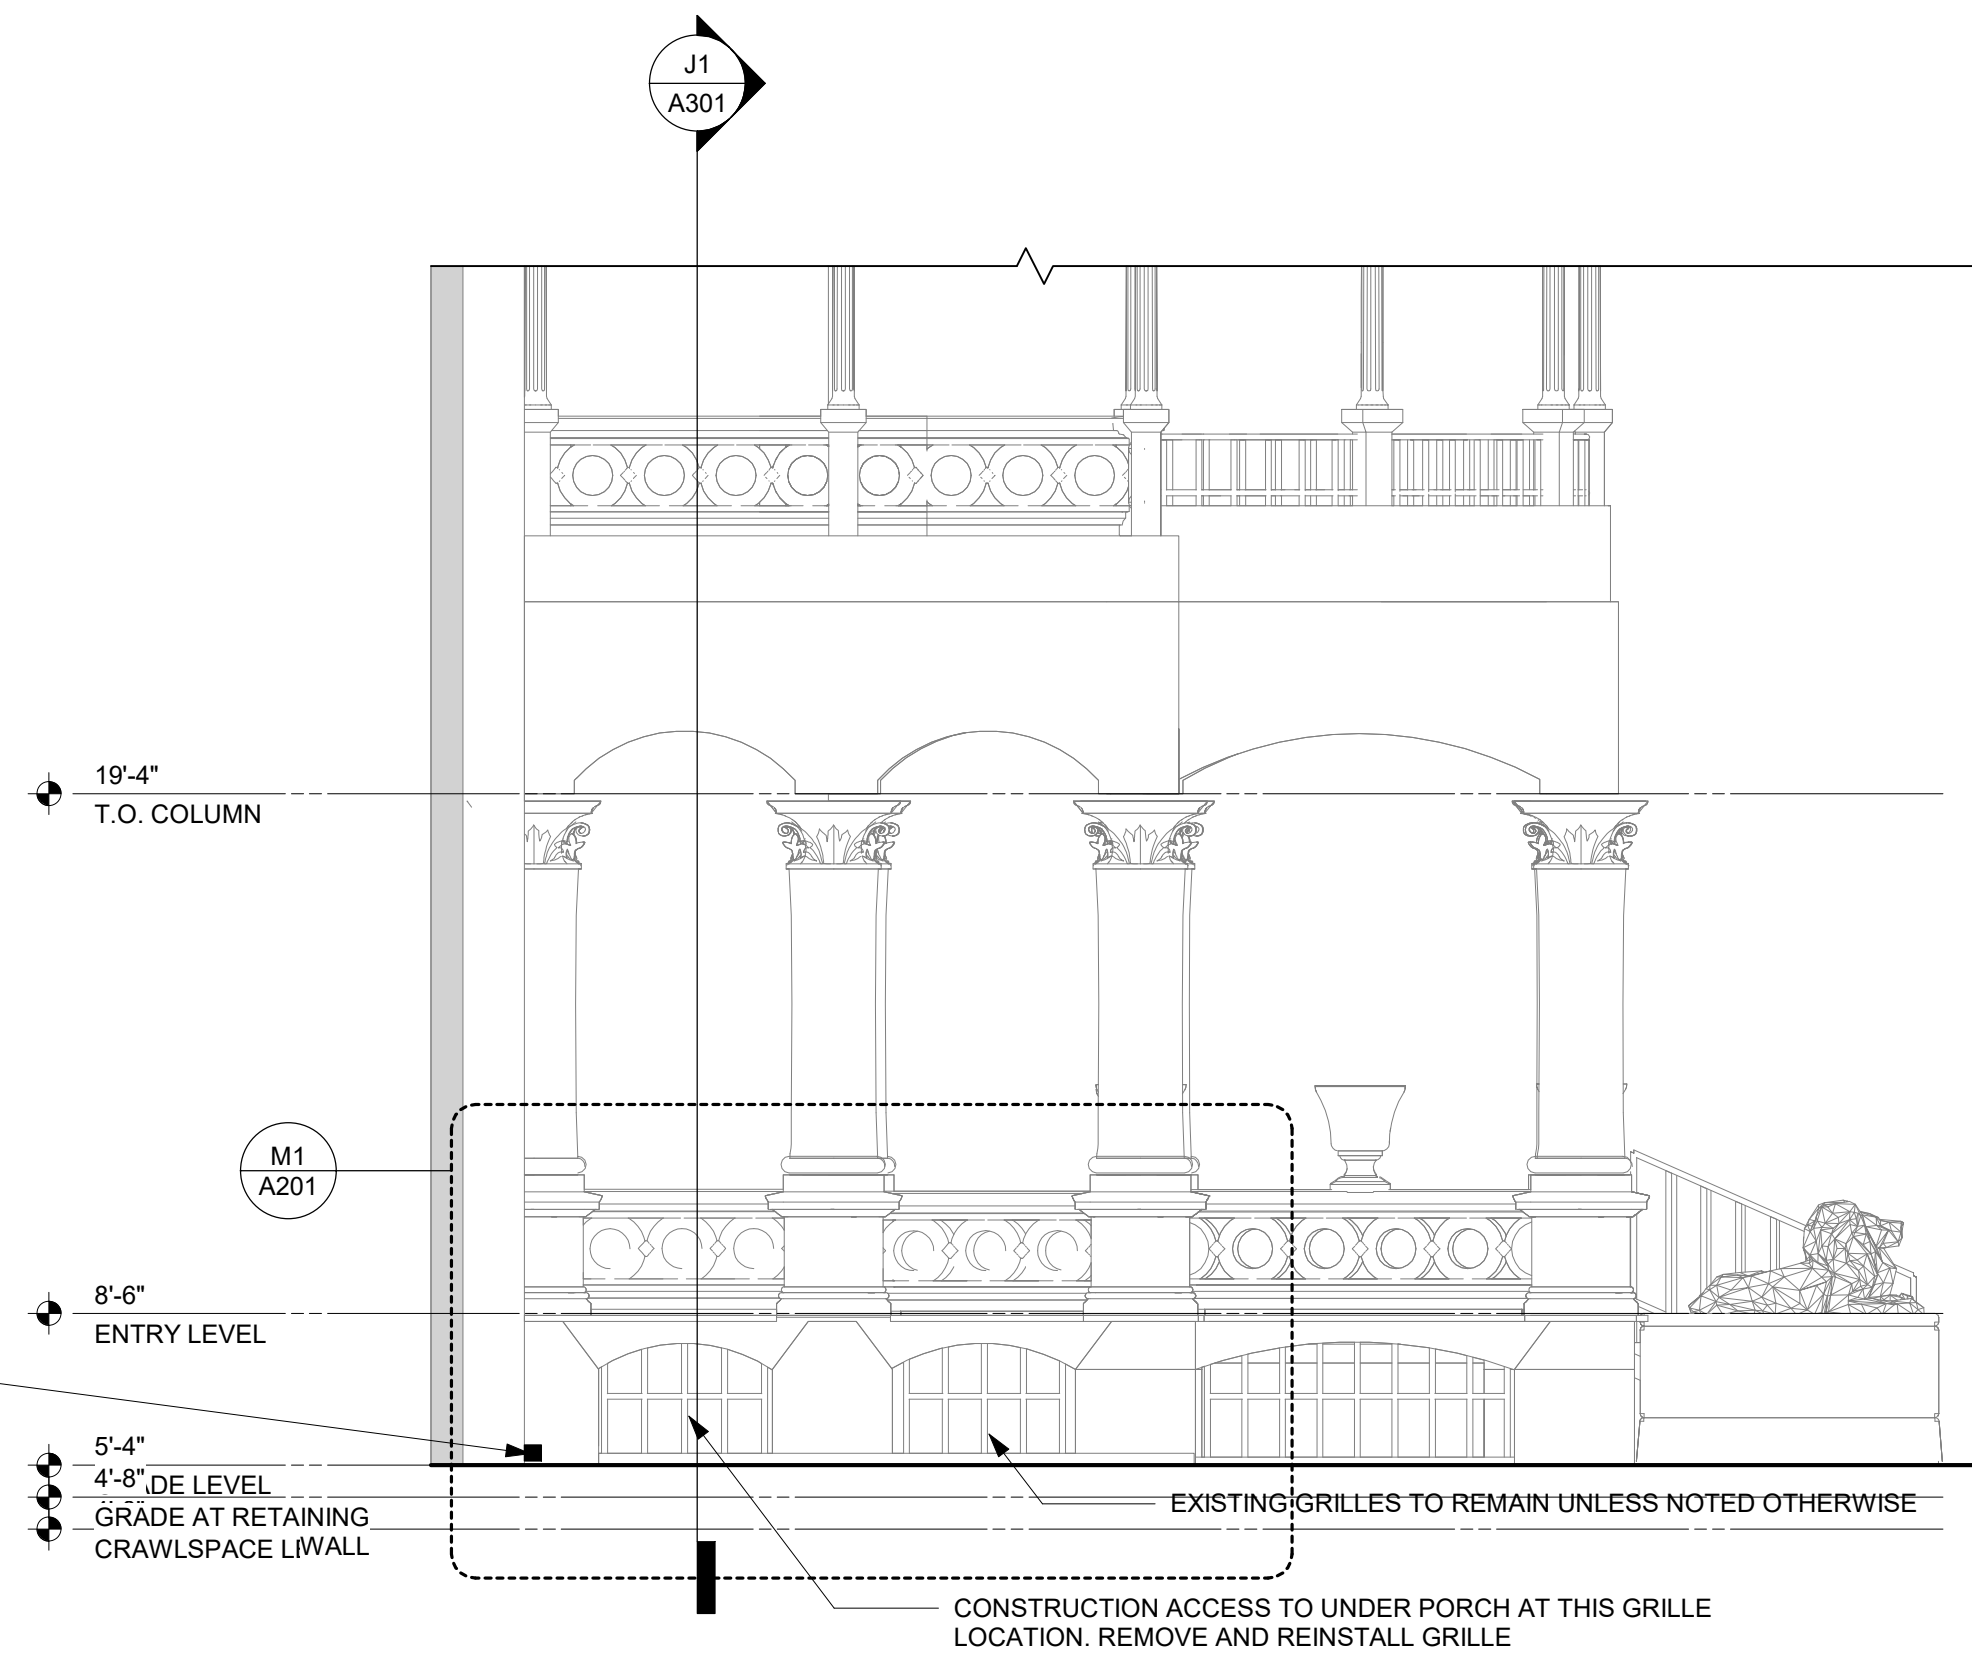 J1
A301
19'-4"
T.O. COLUMN
M1
A201
8'-6"
ENTRY LEVEL
5'-4"
4'-8"
LEVEL
GRADE AT RETAINING
WALL
CRAWLSPACE
EXISTING GRILLES TO REMAIN UNLESS NOTED OTHERWISE
CONSTRUCTION ACCESS TO UNDER PORCH AT THIS GRILLE
LOCATION. REMOVE AND REINSTALL GRILLE